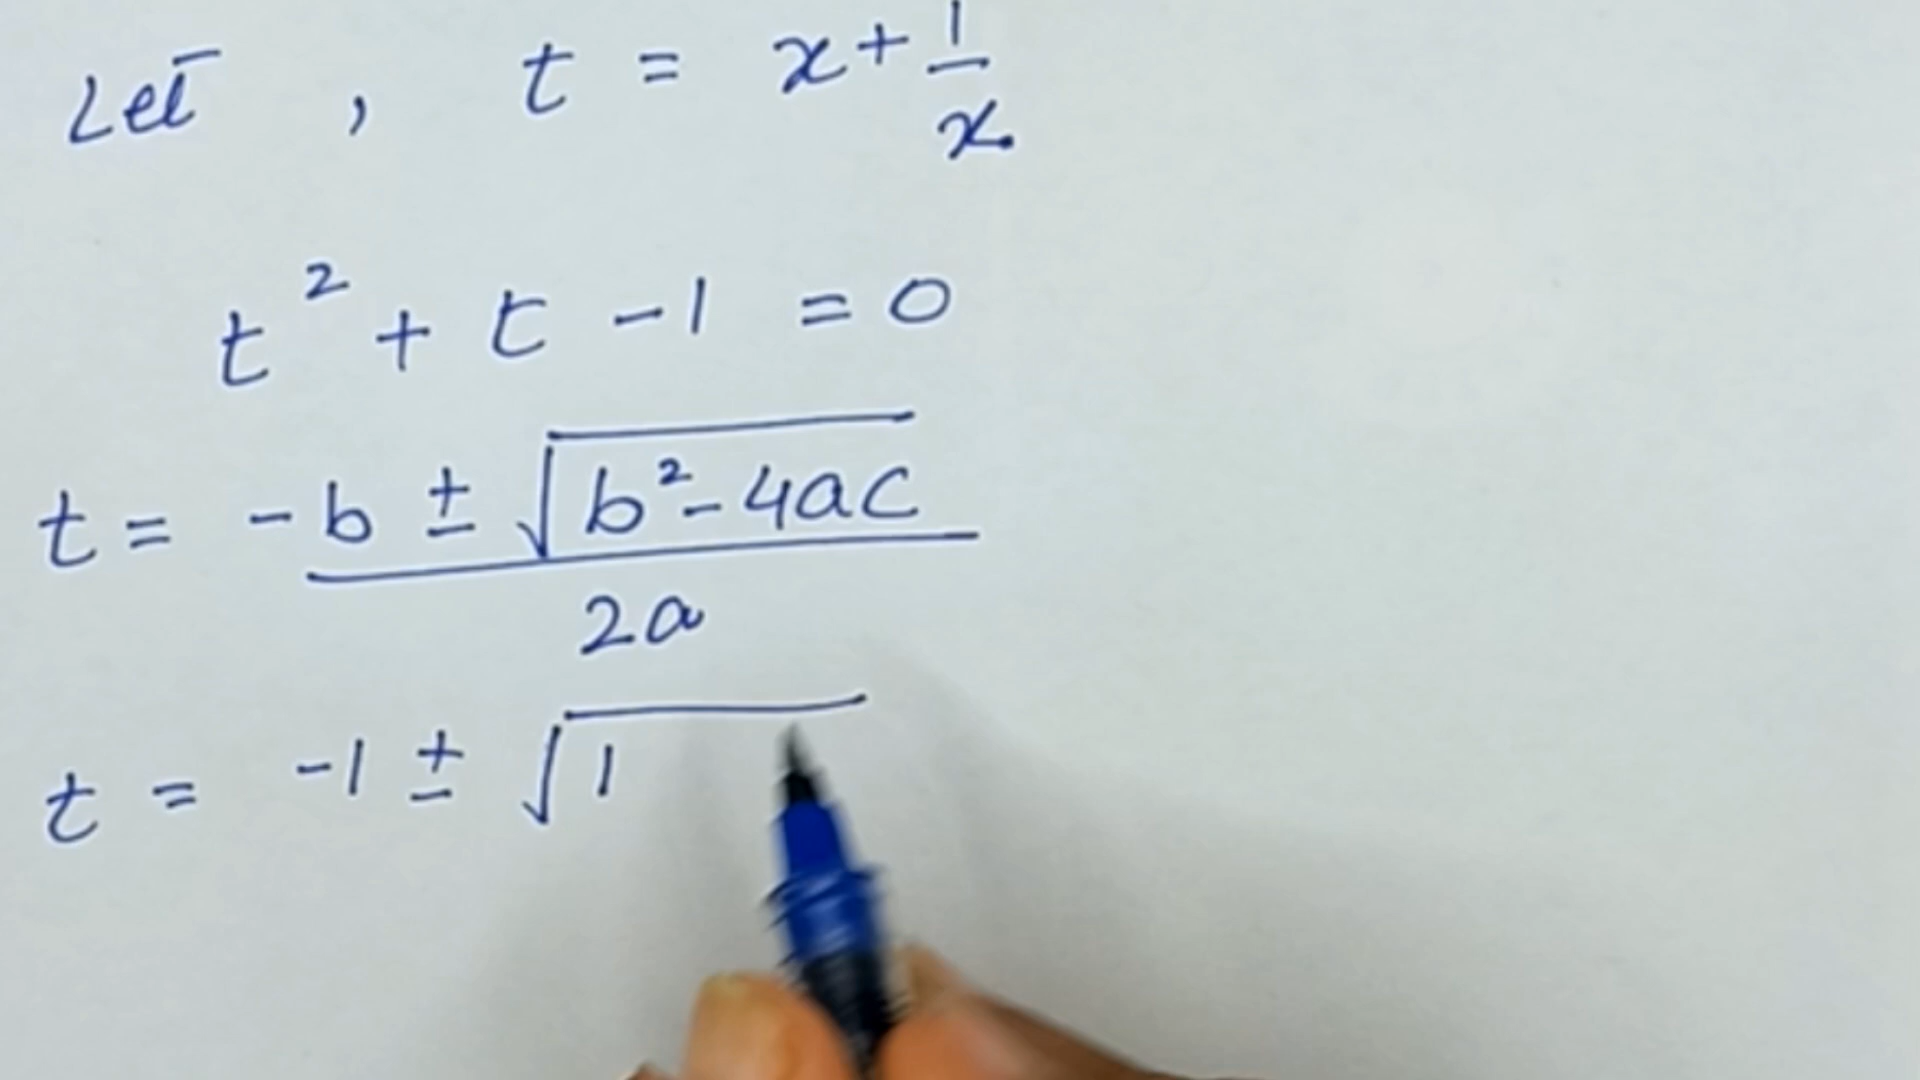 Let , t = x + 1/x.
t² + t - 1 = 0
t = -b ± √(b² - 4ac) / 2a
t = -1 ± √1